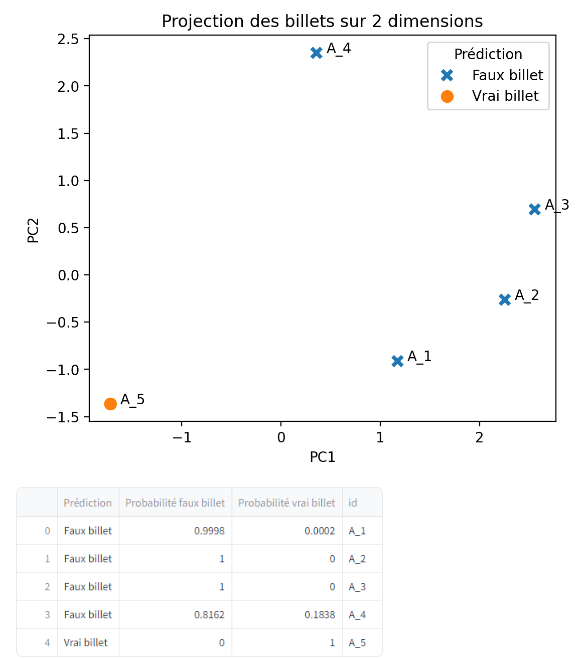 Projection des billets sur 2 dimensions
2.5
2.0
1.5
1.0
0.5
0.0
−0.5
−1.0
−1.5
PC2
A_4
A_3
A_2
A_1
A_5
Prédiction
Faux billet
Vrai billet
−1 0 1 2
PC1
Prédiction Probabilité faux billet Probabilité vrai billet id
0 Faux billet 0.9998 0.0002 A_1
1 Faux billet 1 0 A_2
2 Faux billet 1 0 A_3
3 Faux billet 0.8162 0.1838 A_4
4 Vrai billet 0 1 A_5